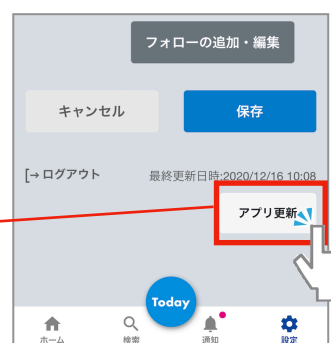 フォローの追加・編集
キャンセル
保存
ログアウト
最終更新日時:2020/12/16 10:08
アプリ更新
Today
ホーム
検索
通知
設定